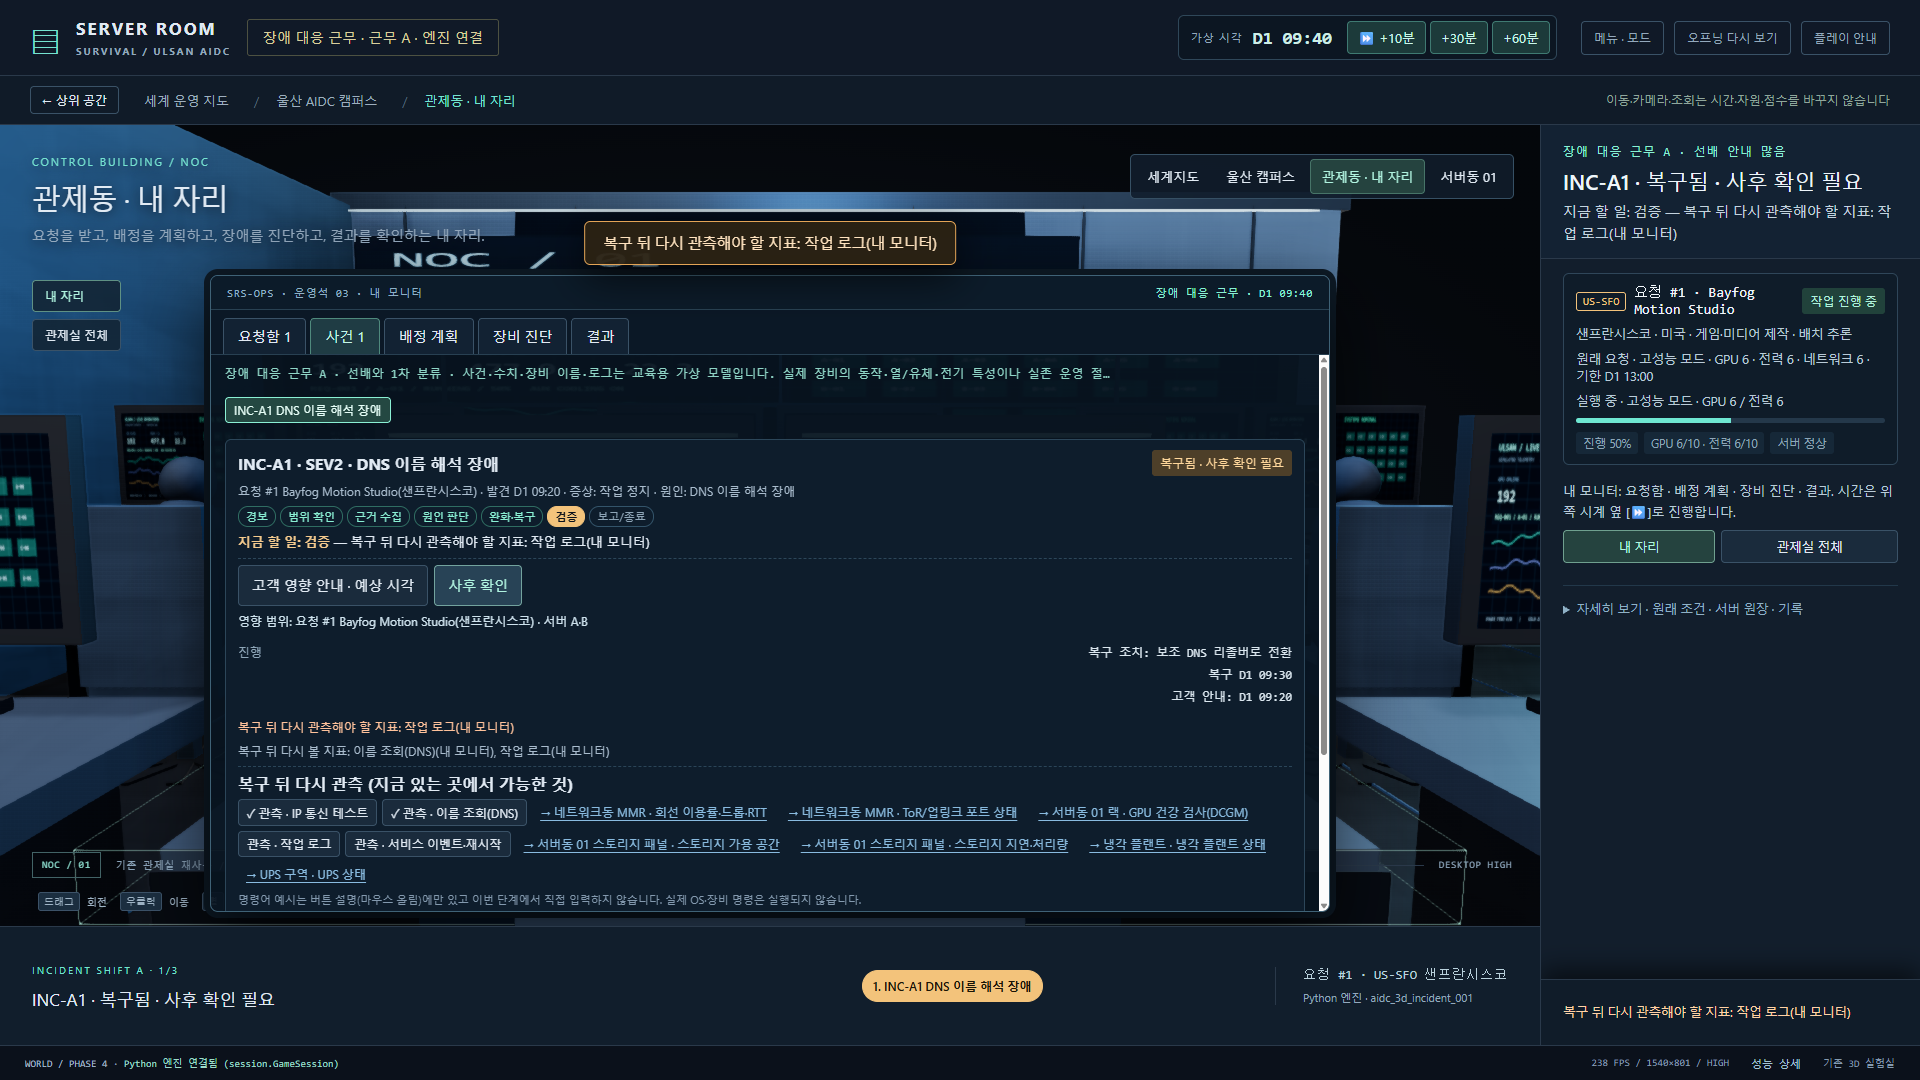 SERVER ROOM
SURVIVAL / ULSAN AIDC
장애 대응 근무 · 근무 A · 엔진 연결
가상 시각 D1 09:40 ⏩ +10분 +30분 +60분
메뉴 · 모드
오프닝 다시 보기
플레이 안내
← 상위 공간
세계 운영 지도 / 울산 AIDC 캠퍼스 / 관제동 · 내 자리
이동·카메라·조회는 시간·자원·점수를 바꾸지 않습니다
CONTROL BUILDING / NOC
관제동 · 내 자리
요청을 받고, 배정을 계획하고, 장애를 진단하고, 결과를 확인하는 내 자리.
세계지도 울산 캠퍼스 관제동 · 내 자리 서버동 01
복구 뒤 다시 관측해야 할 지표: 작업 로그(내 모니터)
NOC / 01
내 자리
관제실 전체
SRS-OPS · 운영석 03 · 내 모니터
장애 대응 근무 · D1 09:40
요청함 1 사건 1 배정 계획 장비 진단 결과
장애 대응 근무 A · 선배와 1차 분류 · 사건·수치·장비 이름·로그는 교육용 가상 모델입니다. 실제 장비의 동작·열/유체·전기 특성이나 실존 운영 절…
INC-A1 DNS 이름 해석 장애
INC-A1 · SEV2 · DNS 이름 해석 장애
복구됨 · 사후 확인 필요
요청 #1 Bayfog Motion Studio(샌프란시스코) · 발견 D1 09:20 · 증상: 작업 정지 · 원인: DNS 이름 해석 장애
경보 범위 확인 근거 수집 원인 판단 완화·복구 검증 보고/종료
지금 할 일: 검증 — 복구 뒤 다시 관측해야 할 지표: 작업 로그(내 모니터)
고객 영향 안내 · 예상 시각 사후 확인
영향 범위: 요청 #1 Bayfog Motion Studio(샌프란시스코) · 서버 A·B
진행
복구 조치: 보조 DNS 리졸버로 전환
복구 D1 09:30
고객 안내: D1 09:20
복구 뒤 다시 관측해야 할 지표: 작업 로그(내 모니터)
복구 뒤 다시 볼 지표: 이름 조회(DNS)(내 모니터), 작업 로그(내 모니터)
복구 뒤 다시 관측 (지금 있는 곳에서 가능한 것)
✓ 관측 · IP 통신 테스트 ✓ 관측 · 이름 조회(DNS) → 네트워크동 MMR · 회선 이용률·드롭·RTT → 네트워크동 MMR · ToR/업링크 포트 상태 → 서버동 01 랙 · GPU 건강 검사(DCGM)
관측 · 작업 로그 관측 · 서비스 이벤트·재시작 → 서버동 01 스토리지 패널 · 스토리지 가용 공간 → 서버동 01 스토리지 패널 · 스토리지 지연·처리량 → 냉각 플랜트 · 냉각 플랜트 상태
→ UPS 구역 · UPS 상태
명령어 예시는 버튼 설명(마우스 올림)에만 있고 이번 단계에서 직접 입력하지 않습니다. 실제 OS·장비 명령은 실행되지 않습니다.
NOC / 01 기존 관제실 재사
드래그 회전 우클릭 이동
DESKTOP HIGH
ULSAN / LIVE
192
장애 대응 근무 A · 선배 안내 많음
INC-A1 · 복구됨 · 사후 확인 필요
지금 할 일: 검증 — 복구 뒤 다시 관측해야 할 지표: 작
업 로그(내 모니터)
US-SFO 요청 #1 · Bayfog
Motion Studio
작업 진행 중
샌프란시스코 · 미국 · 게임·미디어 제작 · 배치 추론
원래 요청 · 고성능 모드 · GPU 6 · 전력 6 · 네트워크 6 ·
기한 D1 13:00
실행 중 · 고성능 모드 · GPU 6 / 전력 6
진행 50% GPU 6/10 · 전력 6/10 서버 정상
내 모니터: 요청함 · 배정 계획 · 장비 진단 · 결과. 시간은 위
쪽 시계 옆 [⏩]로 진행합니다.
내 자리 관제실 전체
▶ 자세히 보기 · 원래 조건 · 서버 원장 · 기록
INCIDENT SHIFT A · 1/3
INC-A1 · 복구됨 · 사후 확인 필요
1. INC-A1 DNS 이름 해석 장애
요청 #1 · US-SFO 샌프란시스코
Python 엔진 · aidc_3d_incident_001
복구 뒤 다시 관측해야 할 지표: 작업 로그(내 모니터)
WORLD / PHASE 4 · Python 엔진 연결됨 (session.GameSession)
238 FPS / 1540×801 / HIGH 성능 상세 기존 3D 실험실